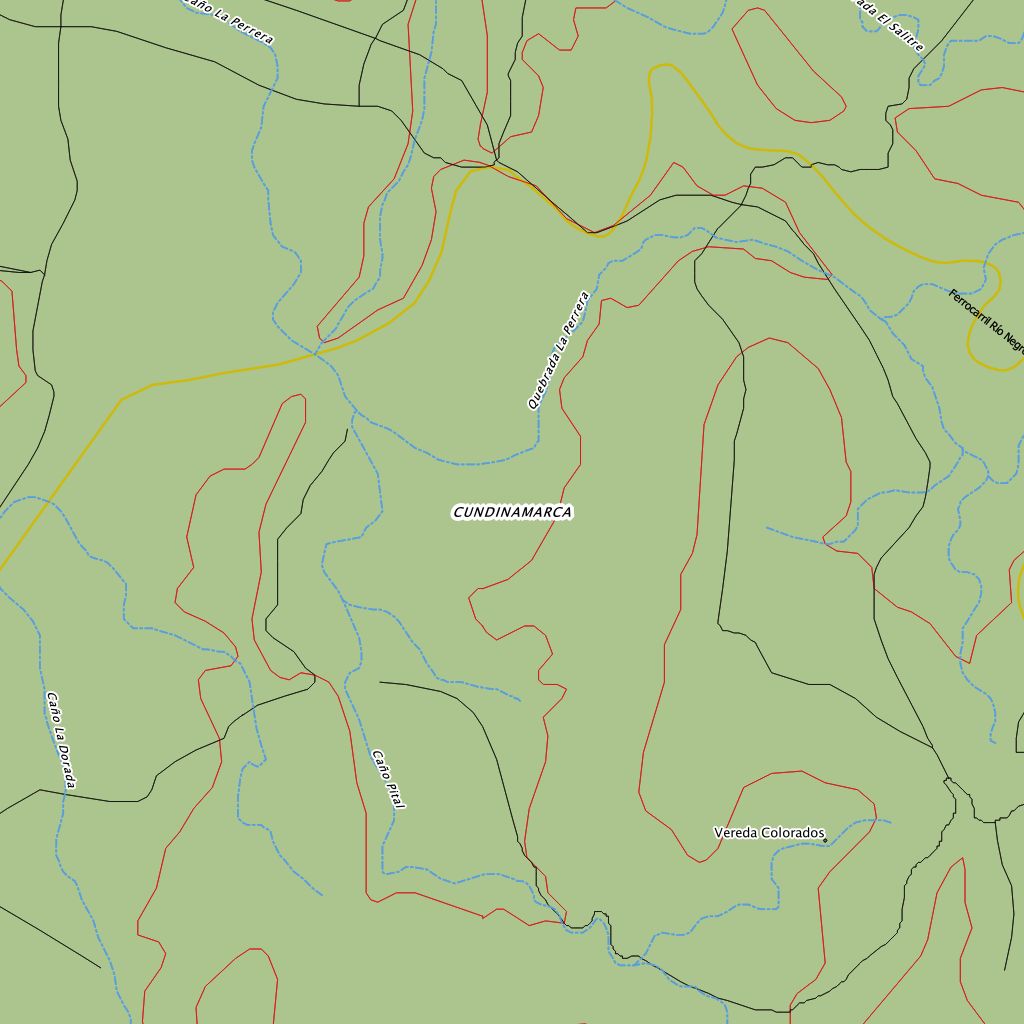 Caño La Perrera
ada El Salitre
Ferrocarril Río Negro
Quebrada La Perrera
CUNDINAMARCA
Caño La Dorada
Caño Pital
Vereda Colorados